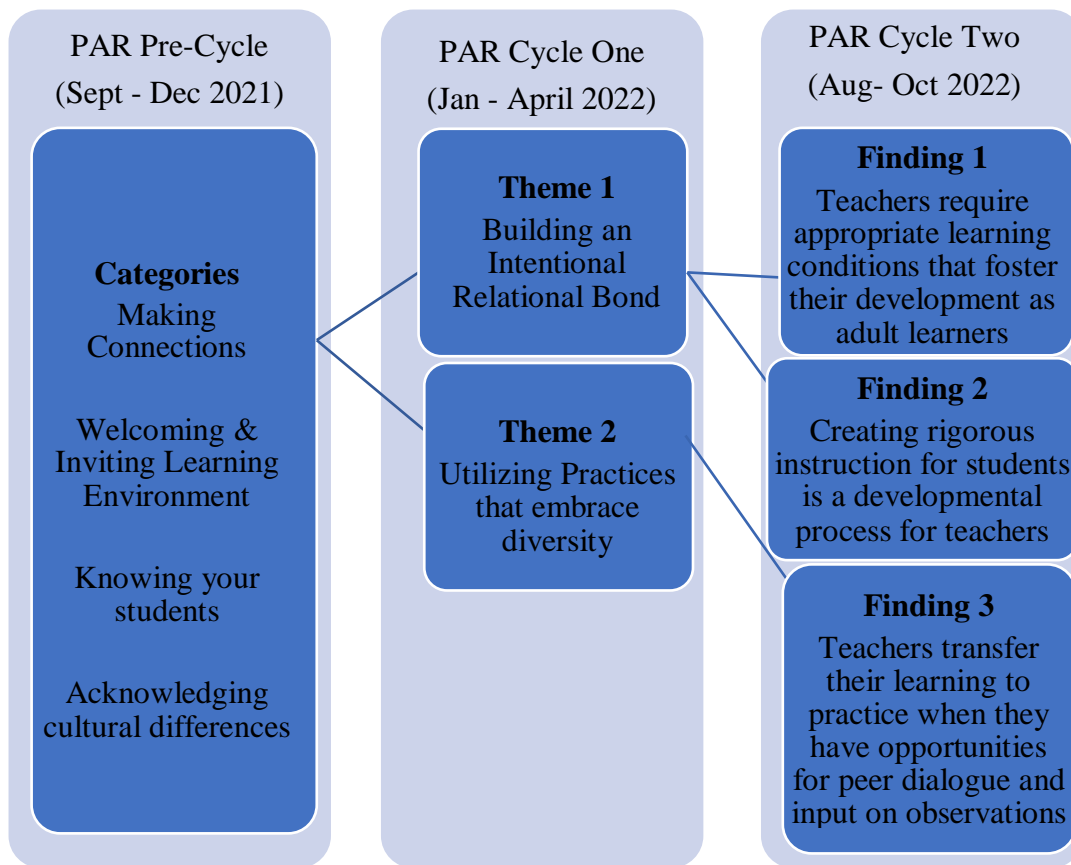 PAR Pre-Cycle
(Sept - Dec 2021)
Categories
Making
Connections
Welcoming &
Inviting Learning
Environment
Knowing your
students
Acknowledging
cultural differences
PAR Cycle One
(Jan - April 2022)
Theme 1
Building an
Intentional
Relational Bond
Theme 2
Utilizing Practices
that embrace
diversity
PAR Cycle Two
(Aug- Oct 2022)
Finding 1
Teachers require
appropriate learning
conditions that foster
their development as
adult learners
Finding 2
Creating rigorous
instruction for students
is a developmental
process for teachers
Finding 3
Teachers transfer
their learning to
practice when they
have opportunities
for peer dialogue and
input on observations